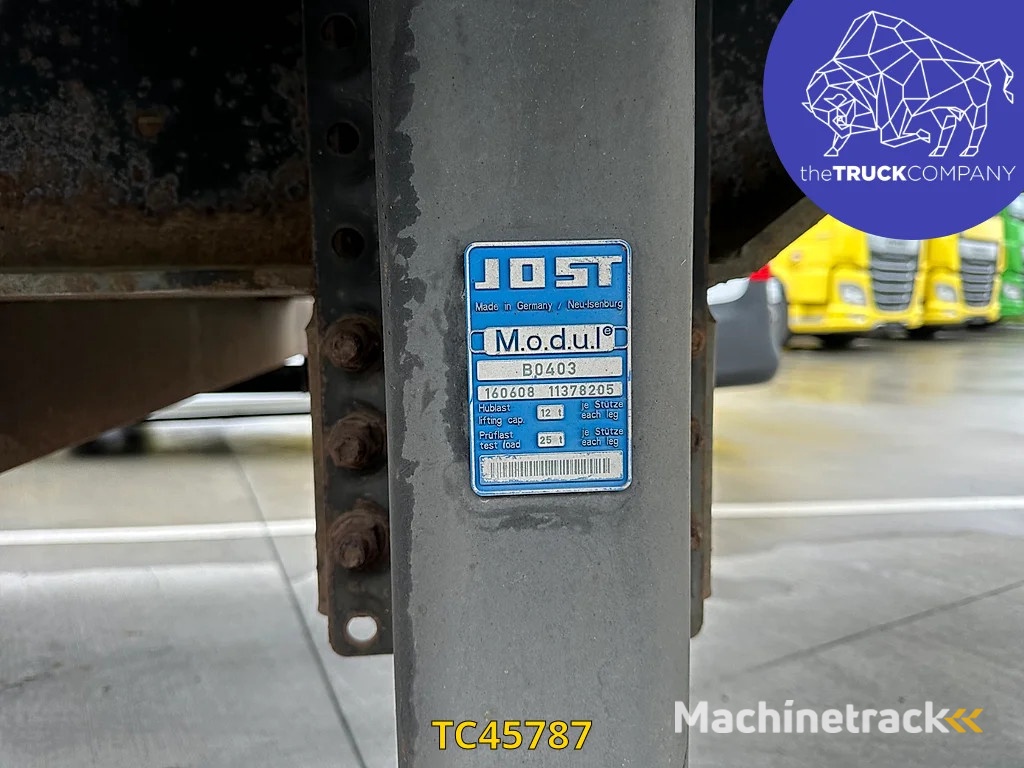 theTRUCKCOMPANY
JOST
Made in Germany / Neu-Isenburg
M.o.d.u.l®
B0403
160608 11378205
Hublast
lifting cap.
12 t
je Stütze
each leg
Prüflast
test load
25 t
je Stütze
each leg
Machinetrack
TC45787